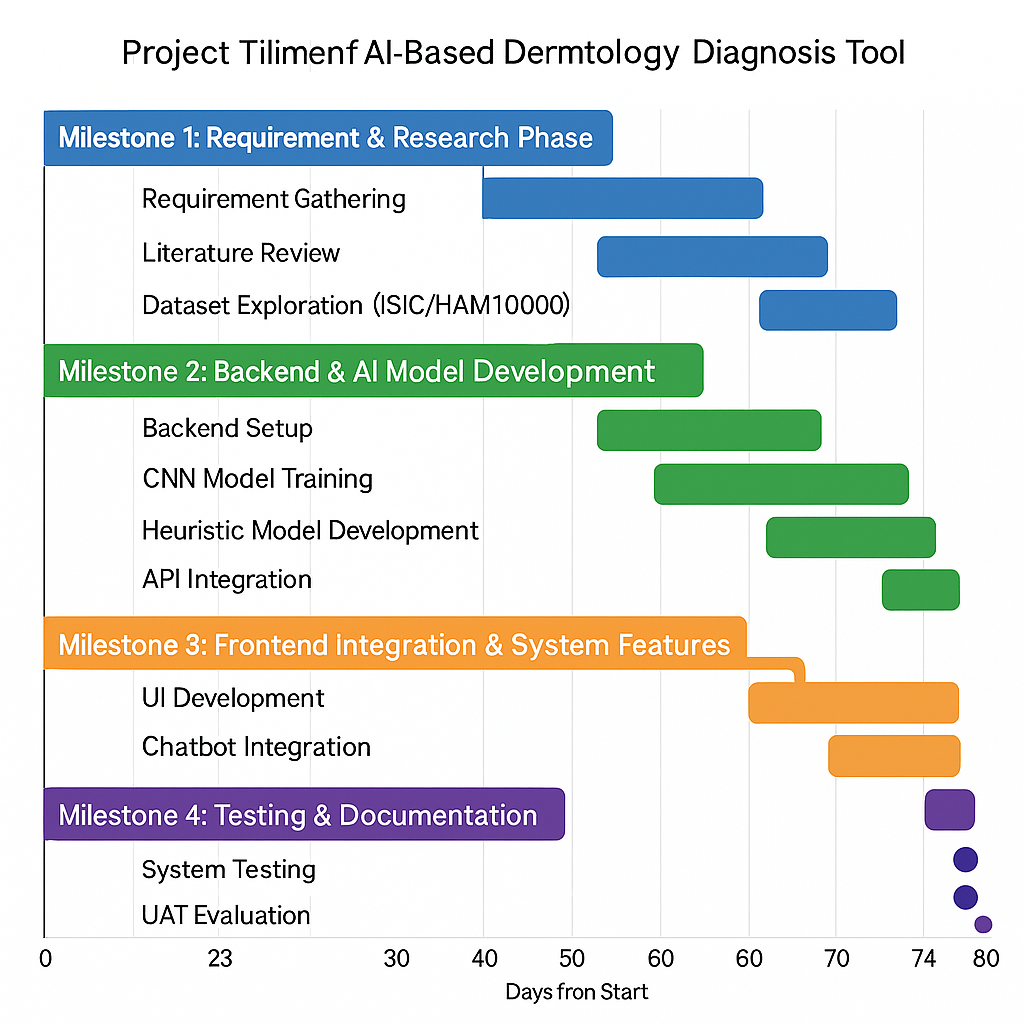 Project Tilimenf AI-Based Dermtology Diagnosis Tool
Milestone 1: Requirement & Research Phase
Requirement Gathering
Literature Review
Dataset Exploration (ISIC/HAM10000)
Milestone 2: Backend & AI Model Development
Backend Setup
CNN Model Training
Heuristic Model Development
API Integration
Milestone 3: Frontend Integration & System Features
UI Development
Chatbot Integration
Milestone 4: Testing & Documentation
System Testing
UAT Evaluation
0 23 30 40 50 60 60 70 74 80
Days fron Start